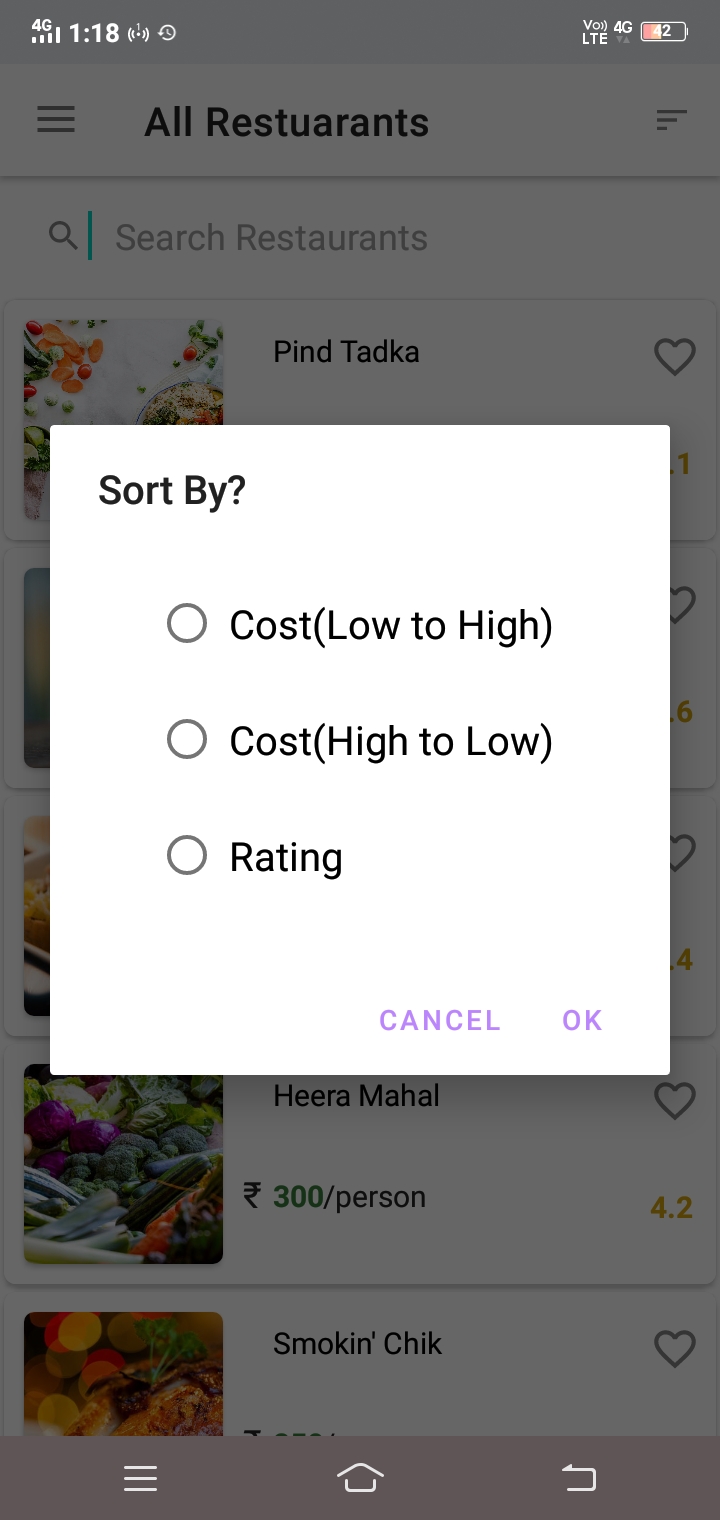 4G 1:18 Vo)) LTE 4G 42
All Restuarants
Search Restaurants
Pind Tadka
.1
Sort By?
Cost(Low to High)
.6
Cost(High to Low)
Rating
.4
CANCEL OK
Heera Mahal
₹ 300/person
4.2
Smokin' Chik